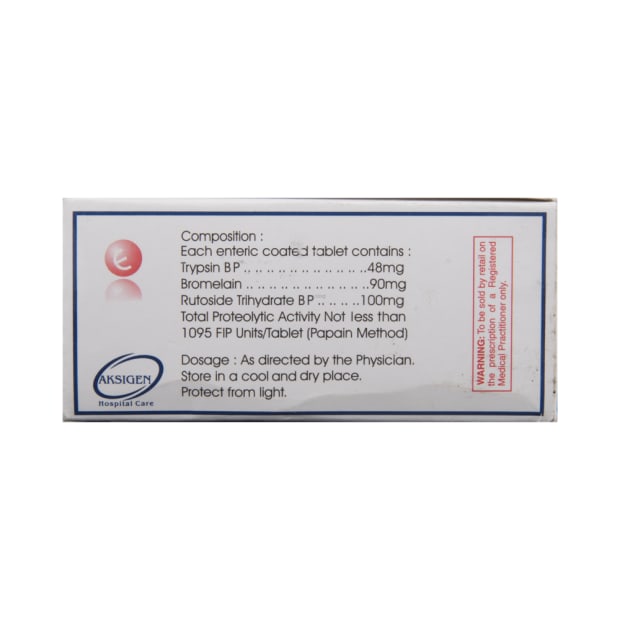 Composition :
Each enteric coated tablet contains :
Trypsin B P .. .. .. .. .. .. .. .. .. .. ..48mg
Bromelain .. .. .. .. .. .. .. .. .. .. ...90mg
Rutoside Trihydrate BP .. .. .. ..100mg
Total Proteolytic Activity Not less than
1095 FIP Units/Tablet (Papain Method)
Dosage : As directed by the Physician.
Store in a cool and dry place.
Protect from light.
AKSIGEN
Hospital Care
WARNING: To be sold by retail on
the prescription of a Registered
Medical Practitioner only.